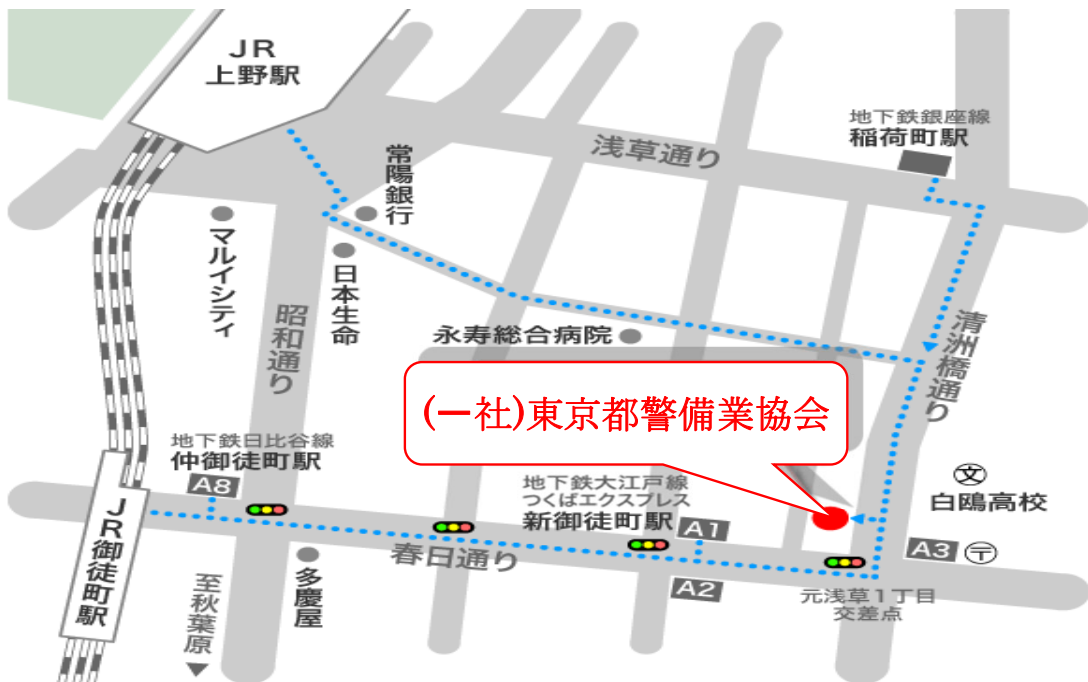 JR
上野駅
地下鉄銀座線
稲荷町駅
浅草通り
常陽銀行
マルイシティ
日本生命
昭和通り
永寿総合病院
清洲橋通り
(一社)東京都警備業協会
地下鉄日比谷線
仲御徒町駅
A8
地下鉄大江戸線
つくばエクスプレス
新御徒町駅
A1
文
白鴎高校
JR御徒町駅
春日通り
A3
〒
多慶屋
A2
元浅草1丁目
交差点
至秋葉原